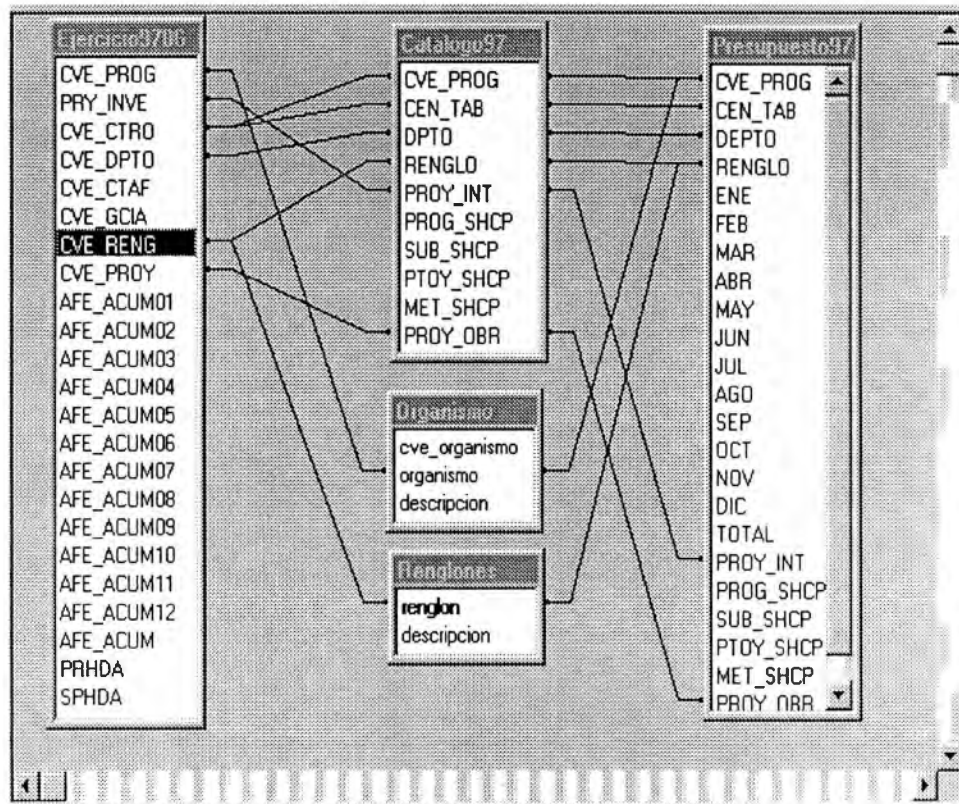 Ejercicio9706
CVE_PROG
PRY_INVE
CVE_CTRO
CVE_DPTO
CVE_CTAF
CVE_GCIA
CVE_RENG
CVE_PROY
AFE_ACUM01
AFE_ACUM02
AFE_ACUM03
AFE_ACUM04
AFE_ACUM05
AFE_ACUM06
AFE_ACUM07
AFE_ACUM08
AFE_ACUM09
AFE_ACUM10
AFE_ACUM11
AFE_ACUM12
AFE_ACUM
PRHDA
SPHDA
Catálogo97
CVE_PROG
CEN_TAB
DPTO
RENGLO
PROY_INT
PROG_SHCP
SUB_SHCP
PTOY_SHCP
MET_SHCP
PROY_OBR
Organismo
cve_organismo
organismo
descripcion
Renglones
renglon
descripcion
Presupuesto97
CVE_PROG
CEN_TAB
DEPTO
RENGLO
ENE
FEB
MAR
ABR
MAY
JUN
JUL
AGO
SEP
OCT
NOV
DIC
TOTAL
PROY_INT
PROG_SHCP
SUB_SHCP
PTOY_SHCP
MET_SHCP
PROY_OBR